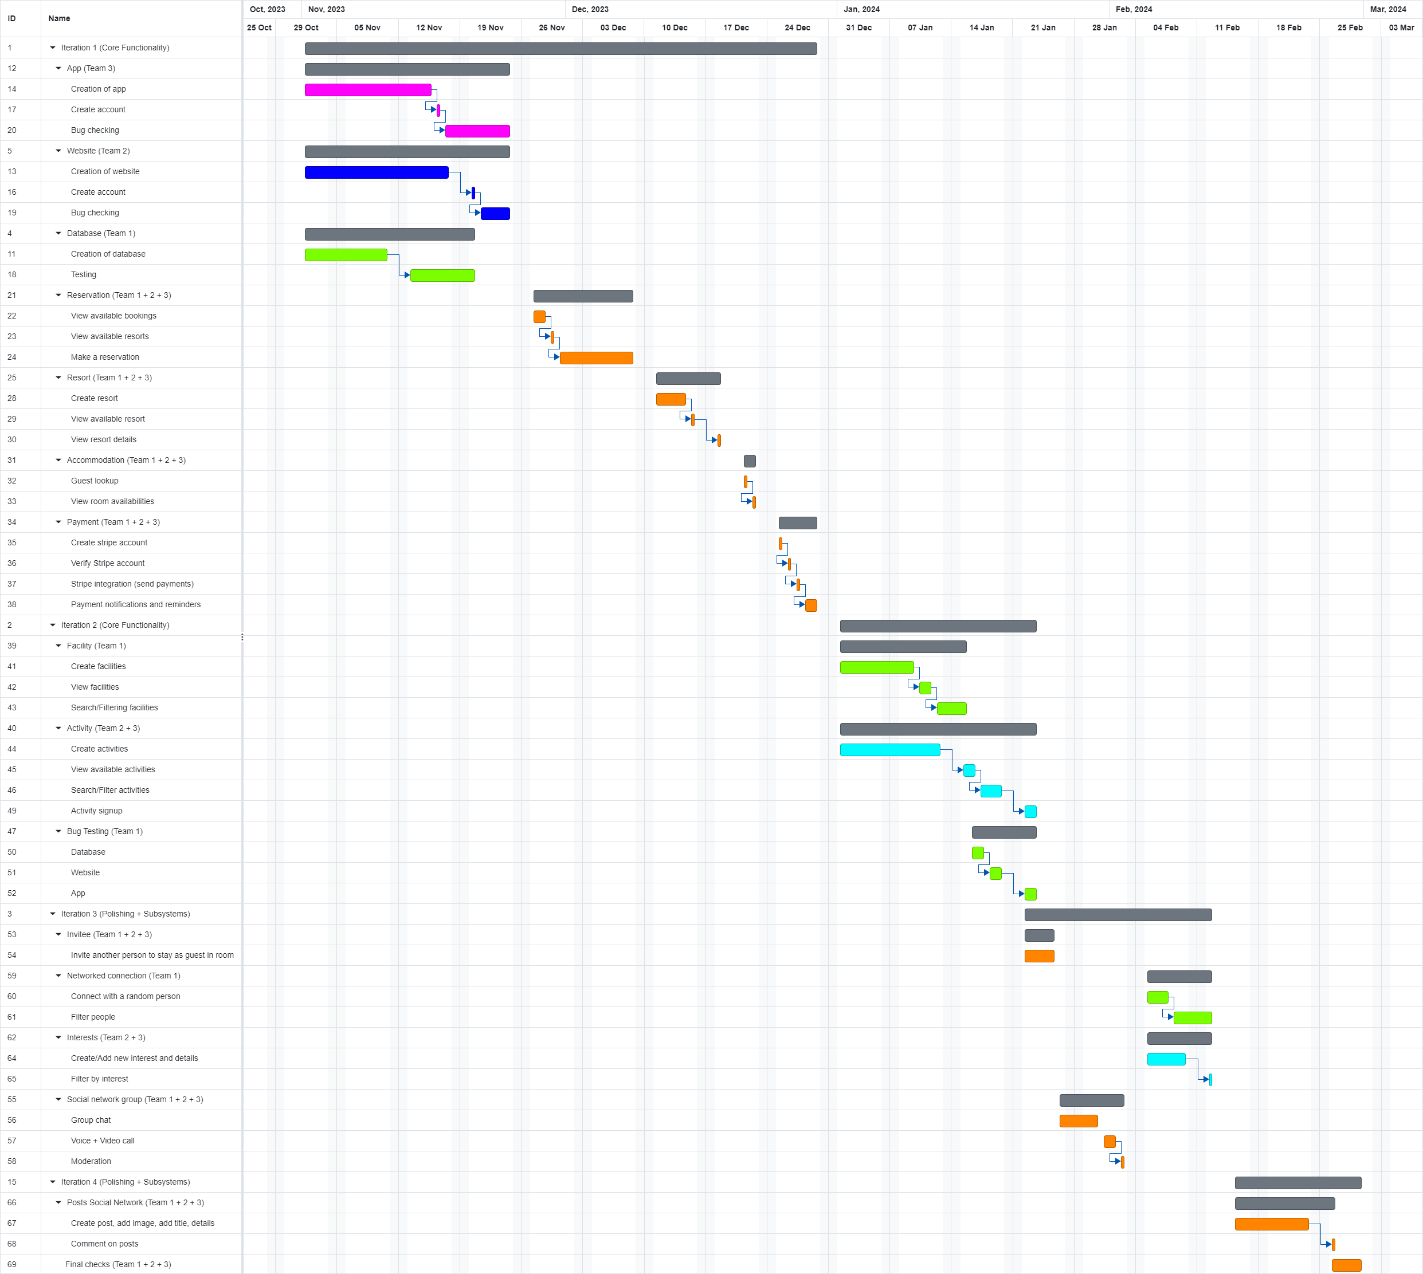 ID Name Oct, 2023 Nov, 2023 Dec, 2023 Jan, 2024 Feb, 2024 Mar, 2024
25 Oct 29 Oct 05 Nov 12 Nov 19 Nov 26 Nov 03 Dec 10 Dec 17 Dec 24 Dec 31 Dec 07 Jan 14 Jan 21 Jan 28 Jan 04 Feb 11 Feb 18 Feb 25 Feb 03 Mar
1 Iteration 1 (Core Functionality)
12 App (Team 3)
14 Creation of app
17 Create account
20 Bug checking
5 Website (Team 2)
13 Creation of website
16 Create account
19 Bug checking
4 Database (Team 1)
11 Creation of database
18 Testing
21 Reservation (Team 1 + 2 + 3)
22 View available bookings
23 View available resorts
24 Make a reservation
25 Resort (Team 1 + 2 + 3)
28 Create resort
29 View available resort
30 View resort details
31 Accommodation (Team 1 + 2 + 3)
32 Guest lookup
33 View room availabilities
34 Payment (Team 1 + 2 + 3)
35 Create stripe account
36 Verify Stripe account
37 Stripe integration (send payments)
38 Payment notifications and reminders
2 Iteration 2 (Core Functionality)
39 Facility (Team 1)
41 Create facilities
42 View facilities
43 Search/Filtering facilities
40 Activity (Team 2 + 3)
44 Create activities
45 View available activities
46 Search/Filter activities
49 Activity signup
47 Bug Testing (Team 1)
50 Database
51 Website
52 App
3 Iteration 3 (Polishing + Subsystems)
53 Invitee (Team 1 + 2 + 3)
54 Invite another person to stay as guest in room
59 Networked connection (Team 1)
60 Connect with a random person
61 Filter people
62 Interests (Team 2 + 3)
64 Create/Add new interest and details
65 Filter by interest
55 Social network group (Team 1 + 2 + 3)
56 Group chat
57 Voice + Video call
58 Moderation
15 Iteration 4 (Polishing + Subsystems)
66 Posts Social Network (Team 1 + 2 + 3)
67 Create post, add image, add title, details
68 Comment on posts
69 Final checks (Team 1 + 2 + 3)